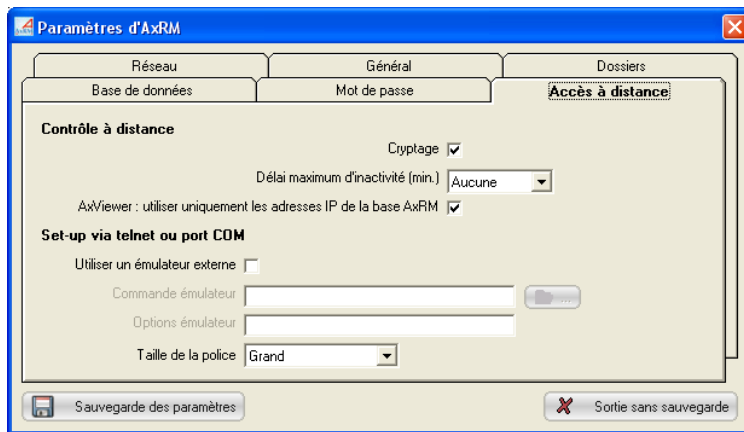 Paramètres d'AxRM
Réseau Général Dossiers
Base de données Mot de passe Accès à distance
Contrôle à distance
Cryptage
Délai maximum d'inactivité (min.) Aucune
AxViewer : utiliser uniquement les adresses IP de la base AxRM
Set-up via telnet ou port COM
Utiliser un émulateur externe
Commande émulateur ...
Options émulateur
Taille de la police Grand
Sauvegarde des paramètres Sortie sans sauvegarde